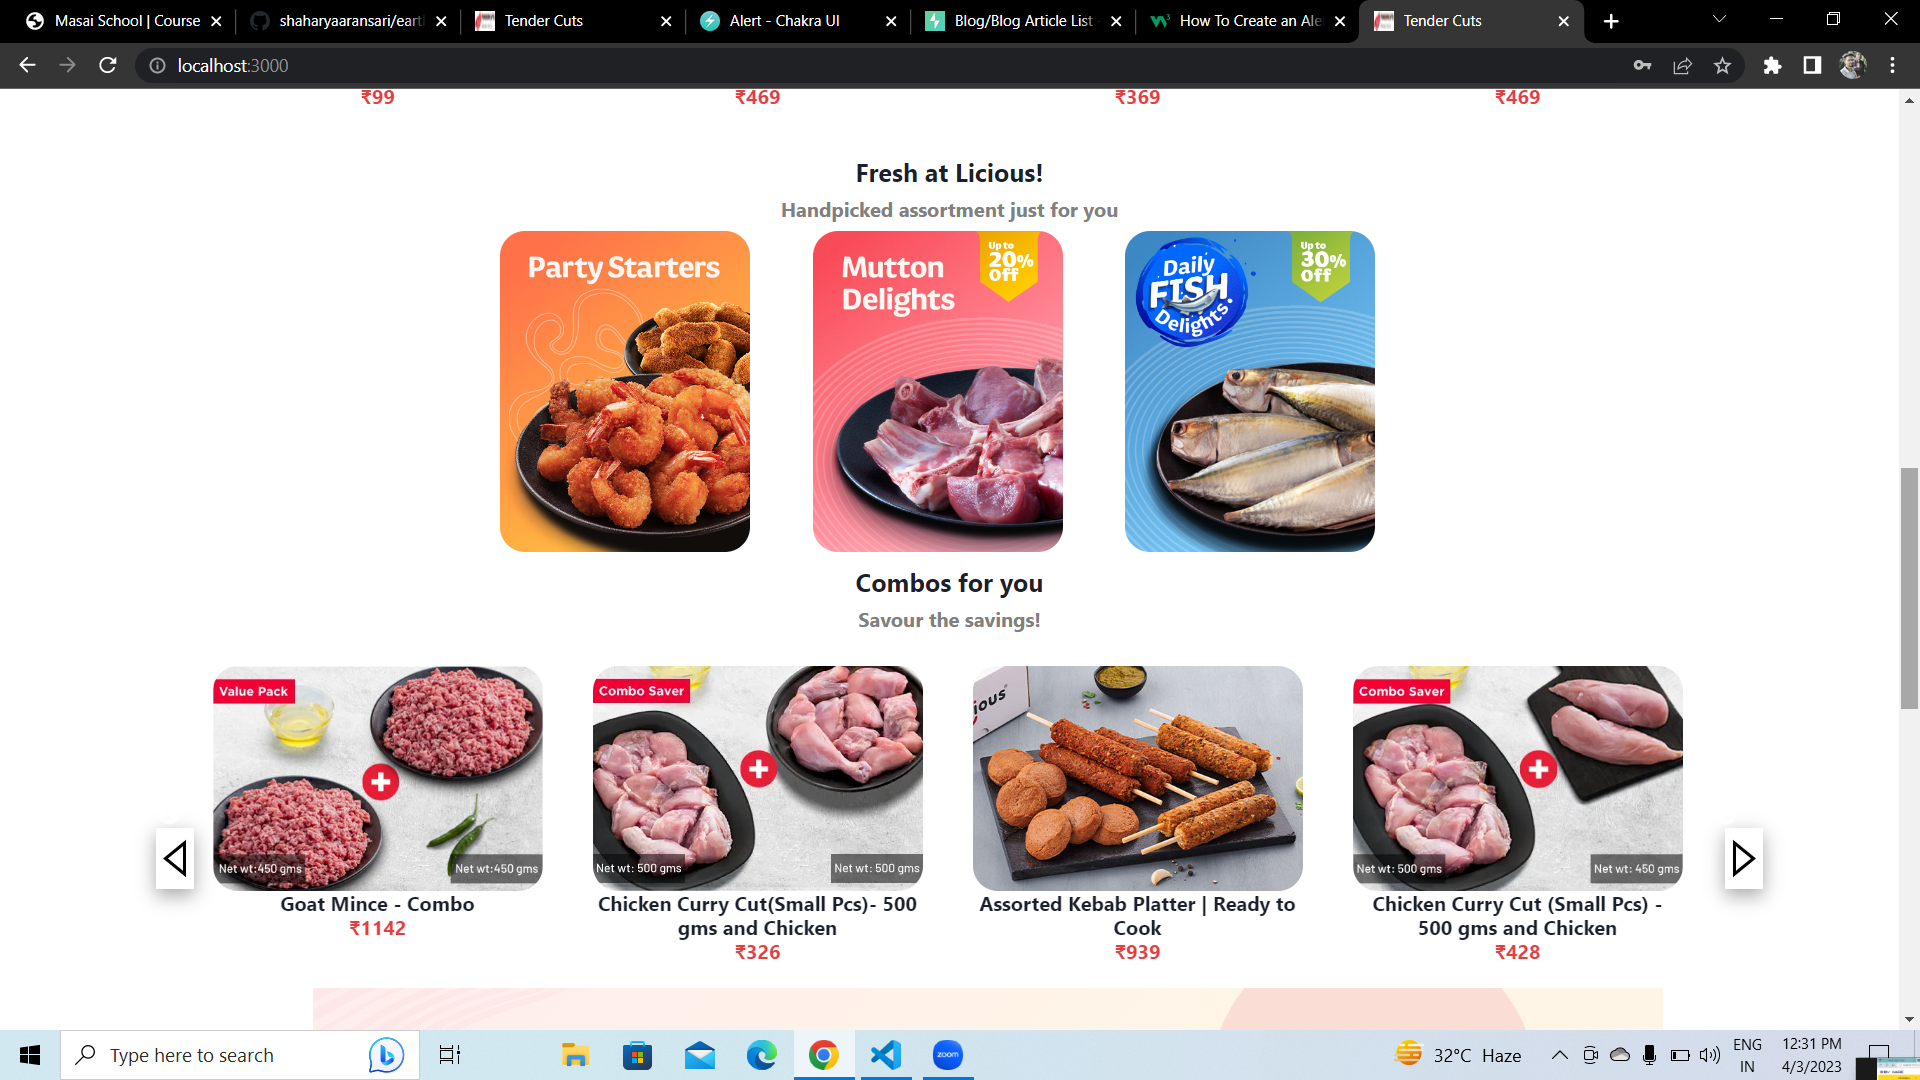 Masai School | Course
shaharyaaransari/eart
Tender Cuts
Alert - Chakra UI
Blog/Blog Article List
How To Create an Ale
Tender Cuts
localhost:3000
₹99
₹469
₹369
₹469
Fresh at Licious!
Handpicked assortment just for you
Party Starters
Mutton
Delights
Up to
20%
Off
Daily
FISH
Delights.
Up to
30%
Off
Combos for you
Savour the savings!
Value Pack
Net wt:450 gms
Net wt:450 gms
Combo Saver
Net wt: 500 gms
Net wt: 500 gms
ious
Combo Saver
Net wt: 500 gms
Net wt: 450 gms
Goat Mince - Combo
₹1142
Chicken Curry Cut(Small Pcs)- 500
gms and Chicken
₹326
Assorted Kebab Platter | Ready to
Cook
₹939
Chicken Curry Cut (Small Pcs) -
500 gms and Chicken
₹428
Type here to search
zoom
32°C Haze
ENG
IN
12:31 PM
4/3/2023